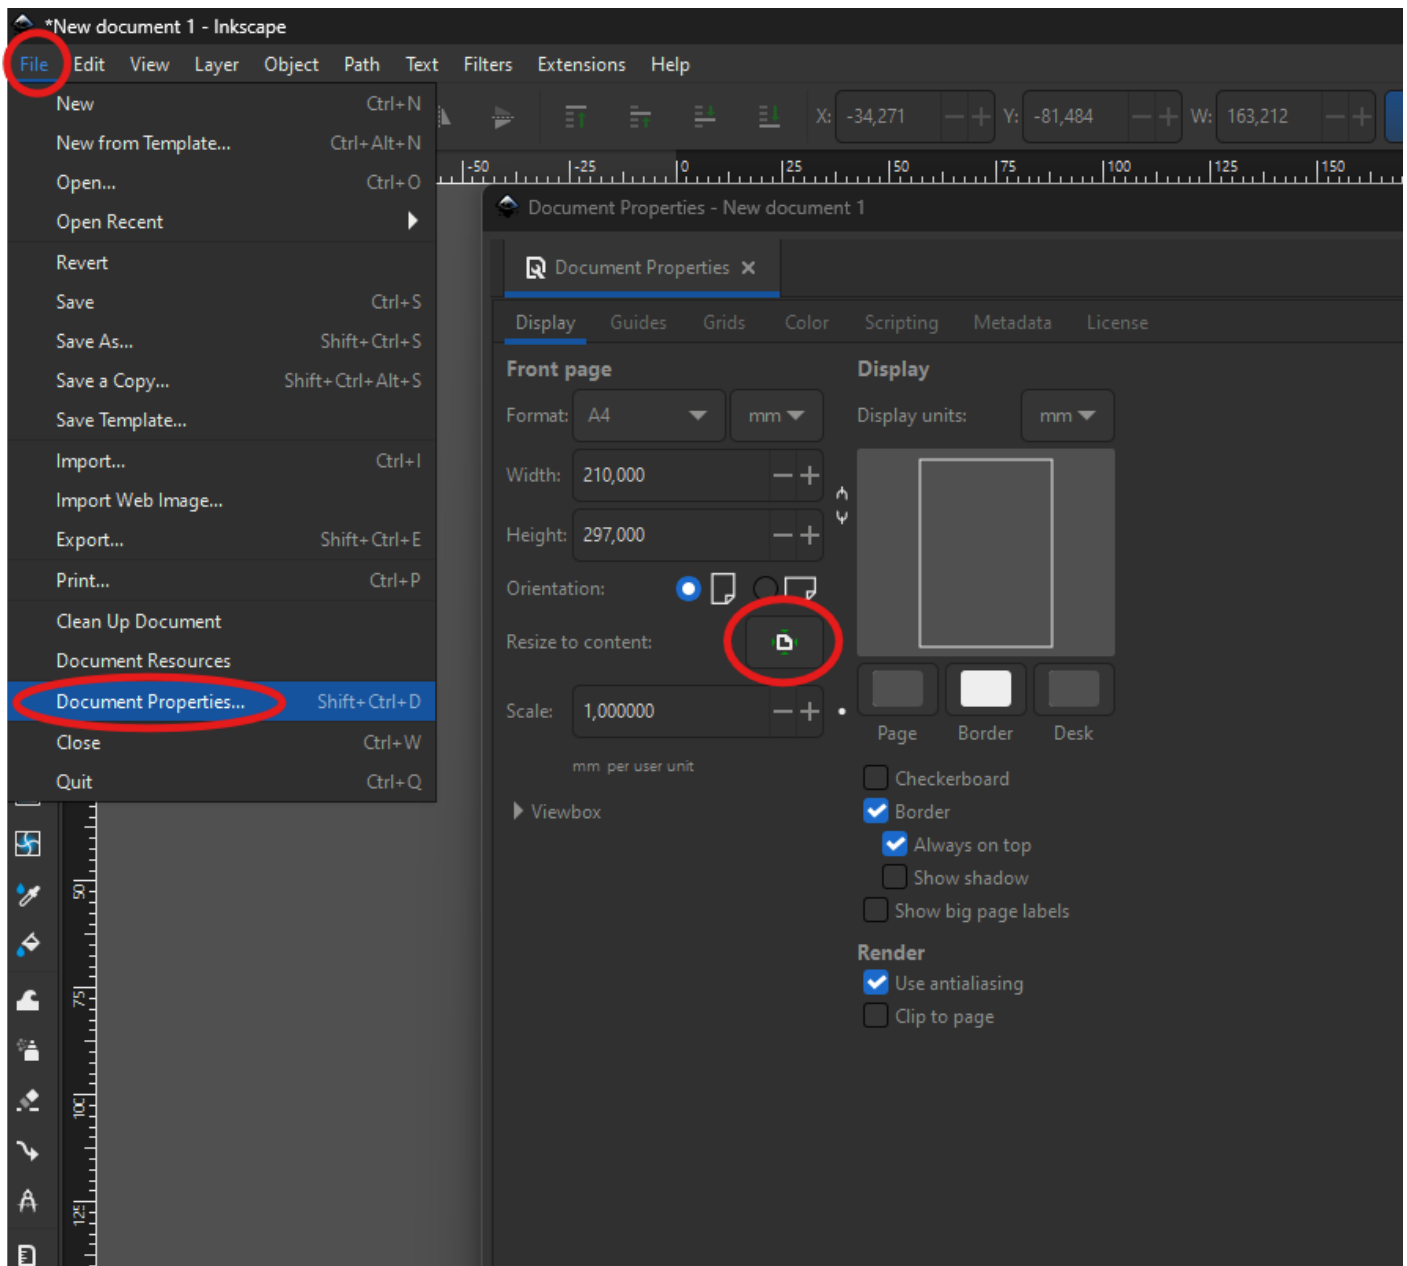 *New document 1 - Inkscape
File Edit View Layer Object Path Text Filters Extensions Help
New Ctrl+N
New from Template... Ctrl+Alt+N
Open... Ctrl+O
Open Recent
Revert
Save Ctrl+S
Save As... Shift+Ctrl+S
Save a Copy... Shift+Ctrl+Alt+S
Save Template...
Import... Ctrl+I
Import Web Image...
Export... Shift+Ctrl+E
Print... Ctrl+P
Clean Up Document
Document Resources
Document Properties... Shift+Ctrl+D
Close Ctrl+W
Quit Ctrl+Q
X: -34,271 Y: -81,484 W: 163,212
-50 -25 0 25 50 75 100 125 150
Document Properties - New document 1
Document Properties
Display Guides Grids Color Scripting Metadata License
Front page
Format: A4 mm
Width: 210,000
Height: 297,000
Orientation:
Resize to content:
Scale: 1,000000
mm per user unit
Viewbox
Display
Display units: mm
Page Border Desk
Checkerboard
Border
Always on top
Show shadow
Show big page labels
Render
Use antialiasing
Clip to page
50
75
100
125